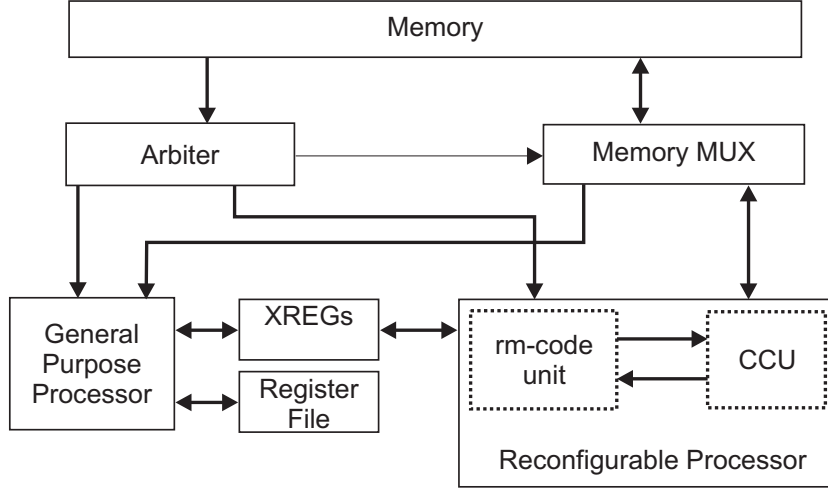 Memory
Arbiter
Memory MUX
General
Purpose
Processor
XREGs
Register
File
rm-code
unit
CCU
Reconfigurable Processor